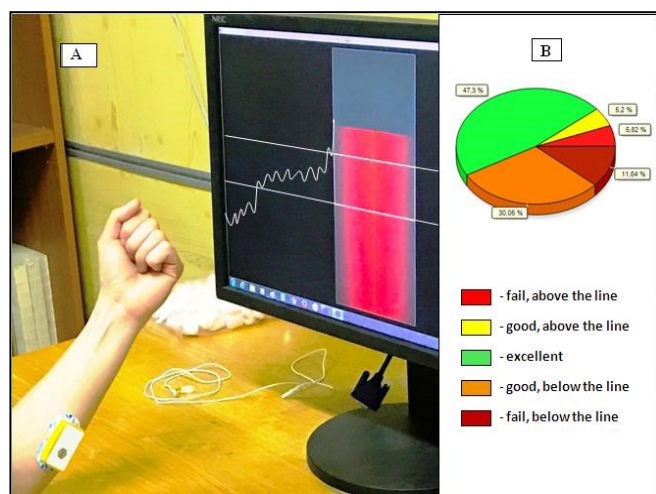 NEC
A
B
47,3 %
5,2 %
5,82 %
11,64 %
30,05 %
- fail, above the line
- good, above the line
- excellent
- good, below the line
- fail, below the line